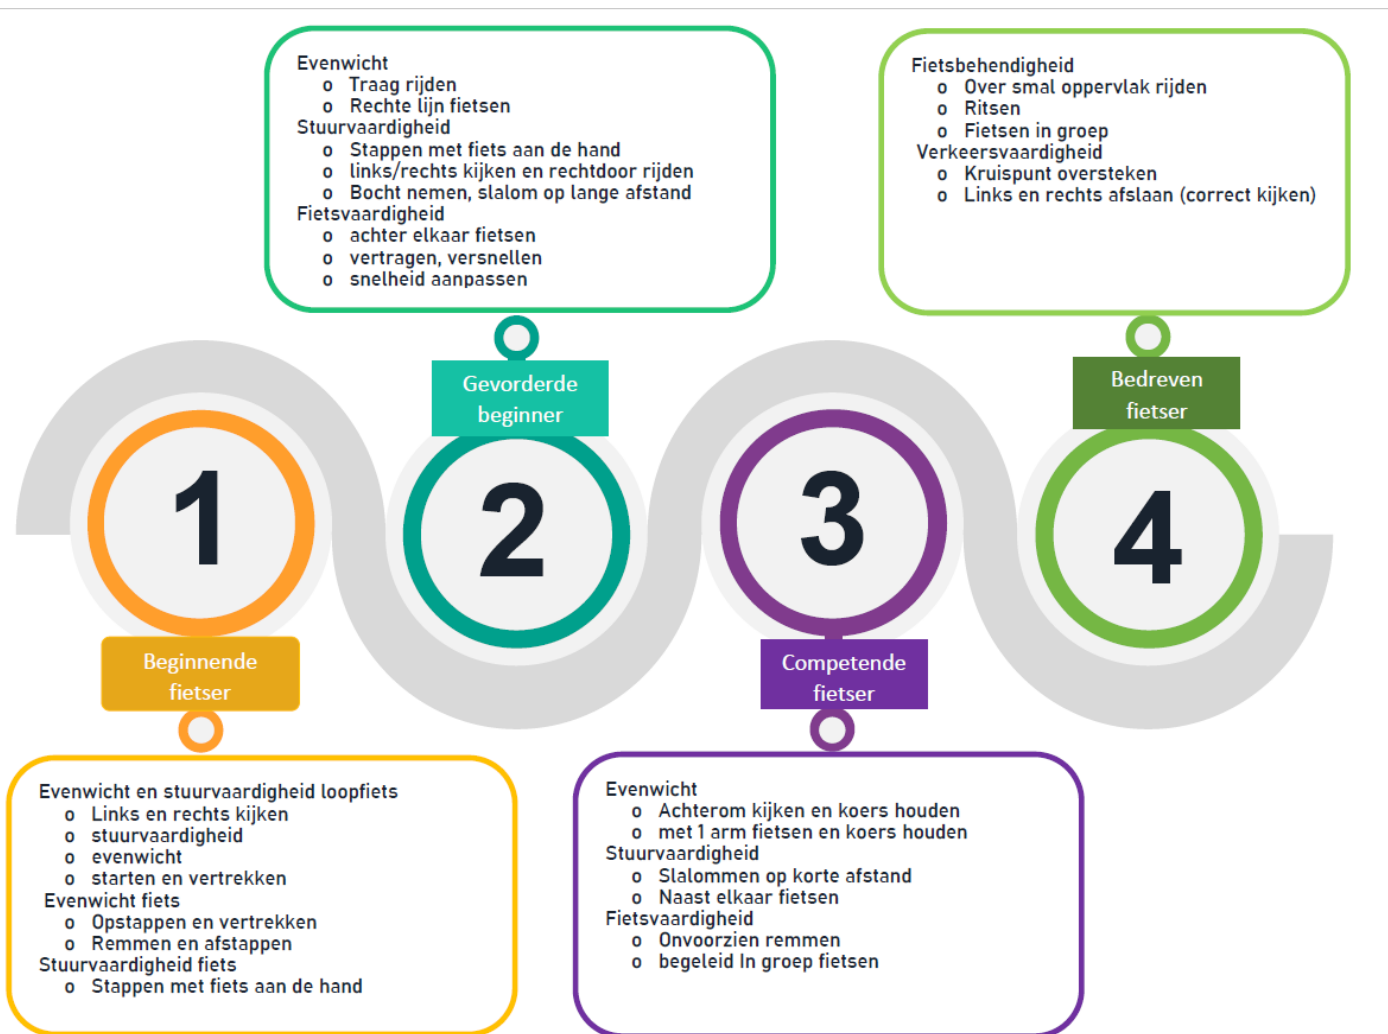 Evenwicht
o Traag rijden
o Rechte lijn fietsen
Stuurvaardigheid
o Stappen met fiets aan de hand
o links/rechts kijken en rechtdoor rijden
o Bocht nemen, slalom op lange afstand
Fietsvaardigheid
o achter elkaar fietsen
o vertragen, versnellen
o snelheid aanpassen
Fietsbehendigheid
o Over smal oppervlak rijden
o Ritsen
o Fietsen in groep
Verkeersvaardigheid
o Kruispunt oversteken
o Links en rechts afslaan (correct kijken)
Gevorderde
beginner
Bedreven
fietser
1
2
3
4
Beginnende
fietser
Competende
fietser
Evenwicht en stuurvaardigheid loopfiets
o Links en rechts kijken
o stuurvaardigheid
o evenwicht
o starten en vertrekken
Evenwicht fiets
o Opstappen en vertrekken
o Remmen en afstappen
Stuurvaardigheid fiets
o Stappen met fiets aan de hand
Evenwicht
o Achterom kijken en koers houden
o met 1 arm fietsen en koers houden
Stuurvaardigheid
o Slalommen op korte afstand
o Naast elkaar fietsen
Fietsvaardigheid
o Onvoorzien remmen
o begeleid In groep fietsen